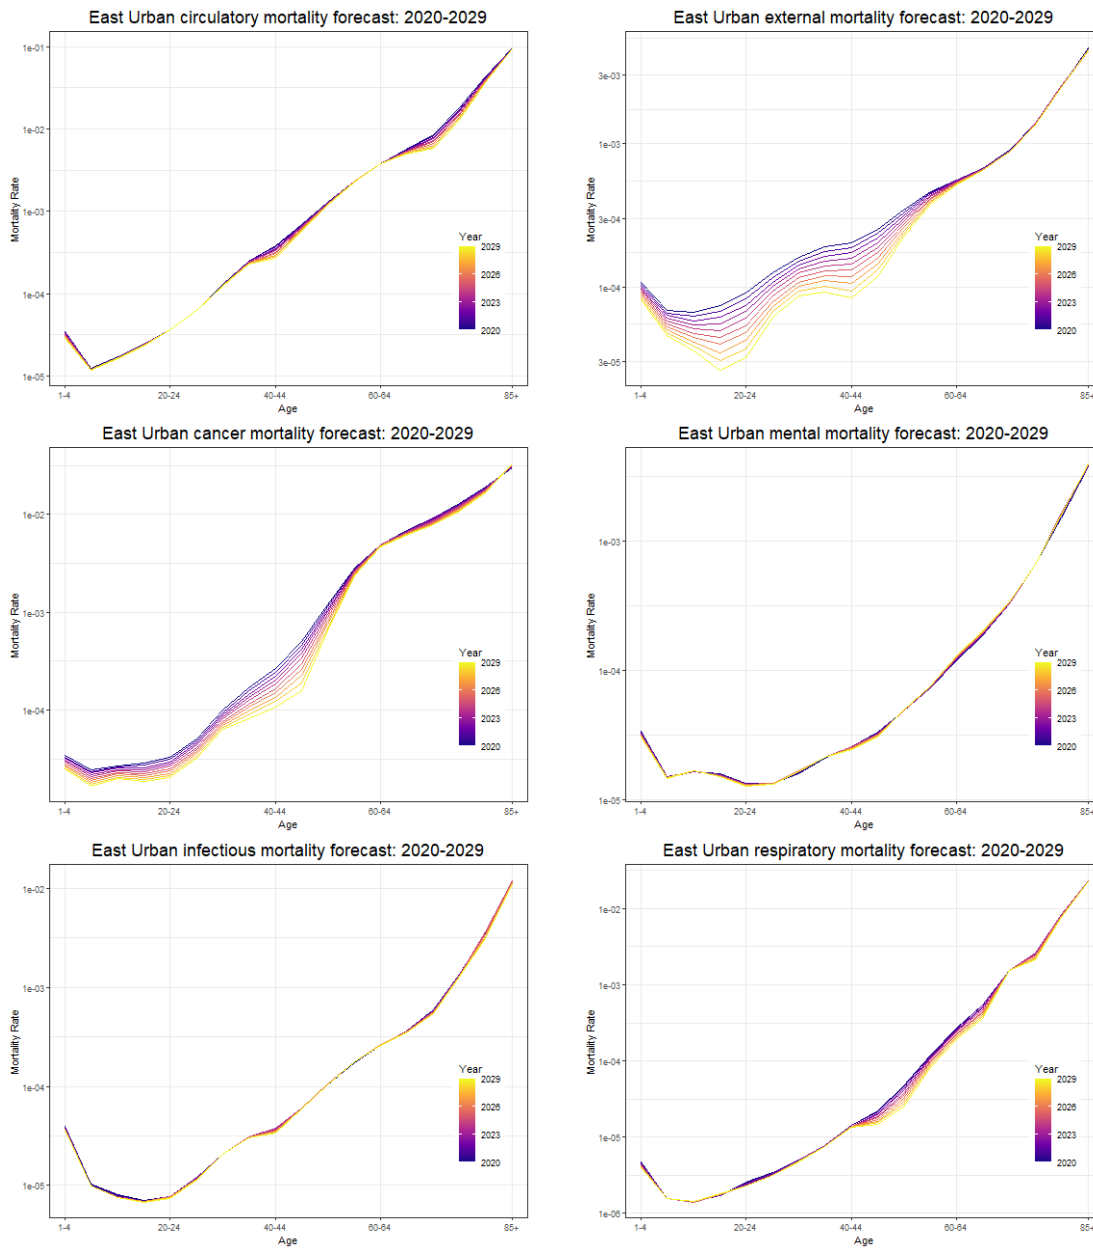 East Urban circulatory mortality forecast: 2020-2029
1e-01
1e-02
1e-03
1e-04
1e-05
Mortality Rate
Year
2029
2026
2023
2020
1-4
20-24
40-44
60-64
85+
Age
East Urban external mortality forecast: 2020-2029
3e-03
1e-03
3e-04
1e-04
3e-05
Mortality Rate
Year
2029
2026
2023
2020
1-4
20-24
40-44
60-64
85+
Age
East Urban cancer mortality forecast: 2020-2029
1e-02
1e-03
1e-04
Mortality Rate
Year
2029
2026
2023
2020
1-4
20-24
40-44
60-64
85+
Age
East Urban mental mortality forecast: 2020-2029
1e-03
1e-04
1e-05
Mortality Rate
Year
2029
2026
2023
2020
1-4
20-24
40-44
60-64
85+
Age
East Urban infectious mortality forecast: 2020-2029
1e-02
1e-03
1e-04
1e-05
Mortality Rate
Year
2029
2026
2023
2020
1-4
20-24
40-44
60-64
85+
Age
East Urban respiratory mortality forecast: 2020-2029
1e-02
1e-03
1e-04
1e-05
1e-06
Mortality Rate
Year
2029
2026
2023
2020
1-4
20-24
40-44
60-64
85+
Age